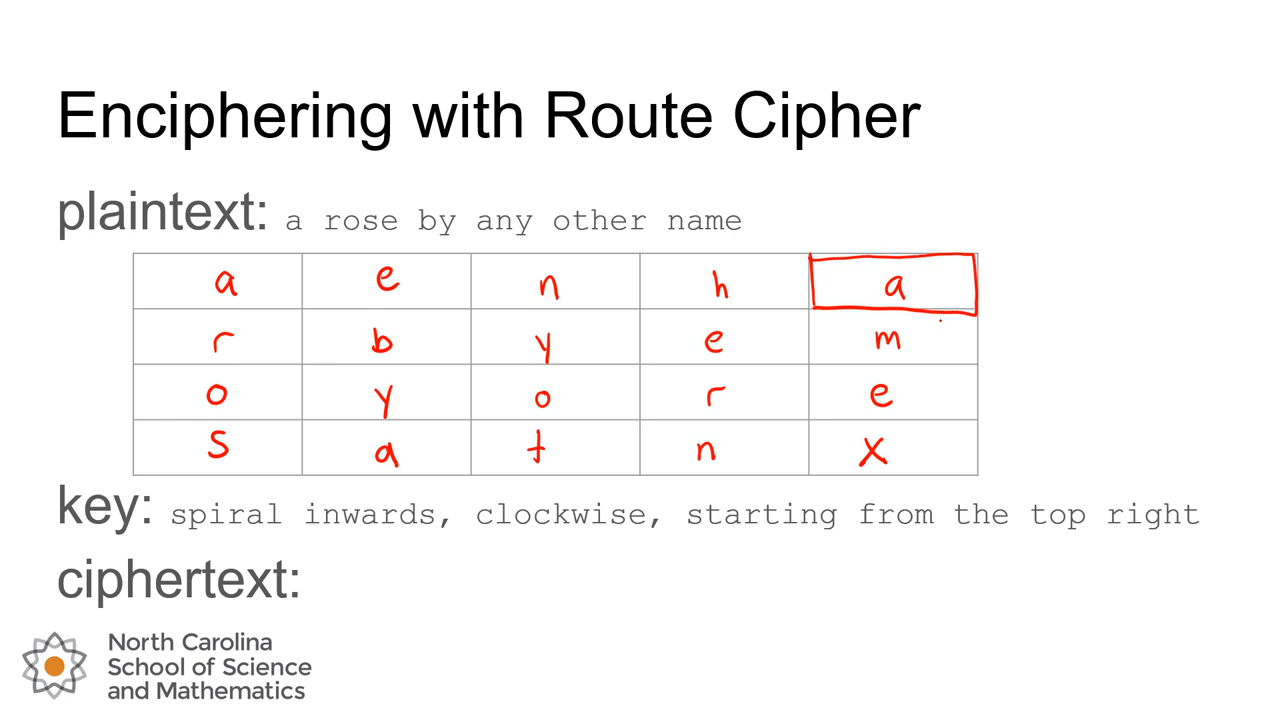 Enciphering with Route Cipher
plaintext: a rose by any other name
a e n h a
r b y e m
o y o r e
s a t n x
key: spiral inwards, clockwise, starting from the top right
ciphertext:
North Carolina
School of Science
and Mathematics